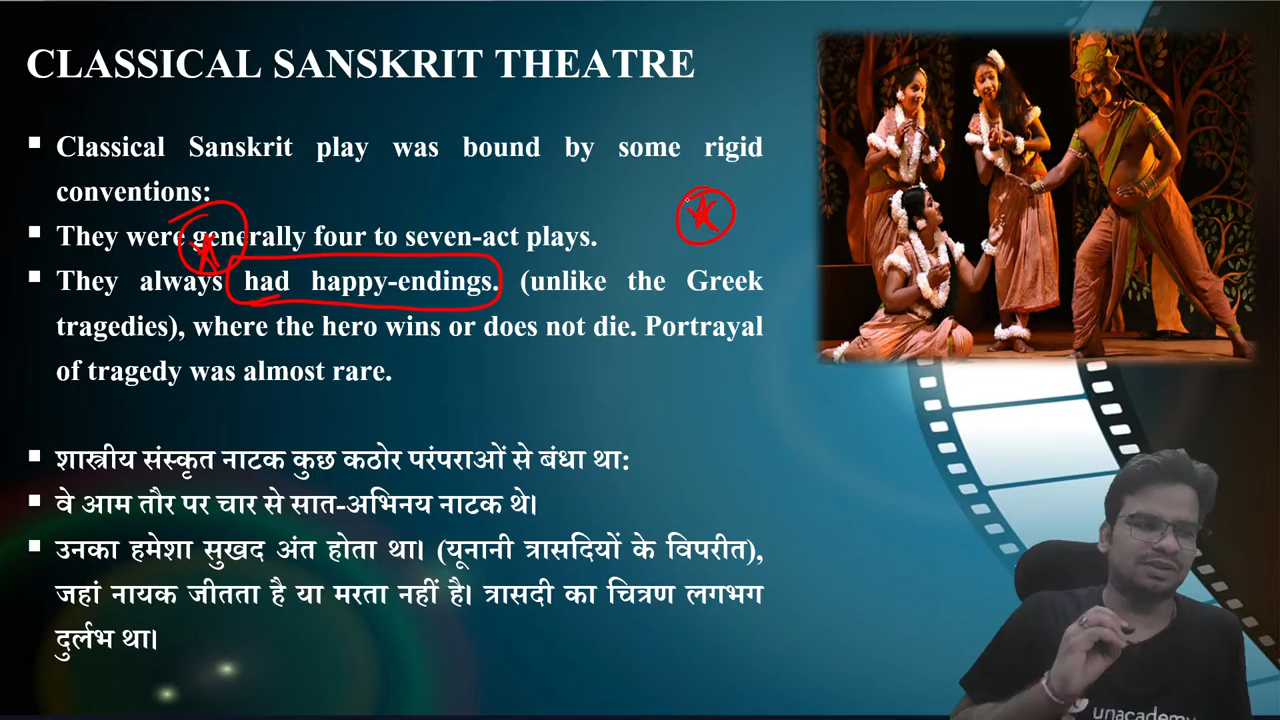 CLASSICAL SANSKRIT THEATRE
▪ Classical Sanskrit play was bound by some rigid
conventions:
▪ They were generally four to seven-act plays.
▪ They always had happy-endings. (unlike the Greek
tragedies), where the hero wins or does not die. Portrayal
of tragedy was almost rare.
▪ शास्त्रीय संस्कृत नाटक कुछ कठोर परंपराओं से बंधा था:
▪ वे आम तौर पर चार से सात-अभिनय नाटक थे।
▪ उनका हमेशा सुखद अंत होता था। (यूनानी त्रासदियों के विपरीत),
जहां नायक जीतता है या मरता नहीं है। त्रासदी का चित्रण लगभग
दुर्लभ था।
unacademy